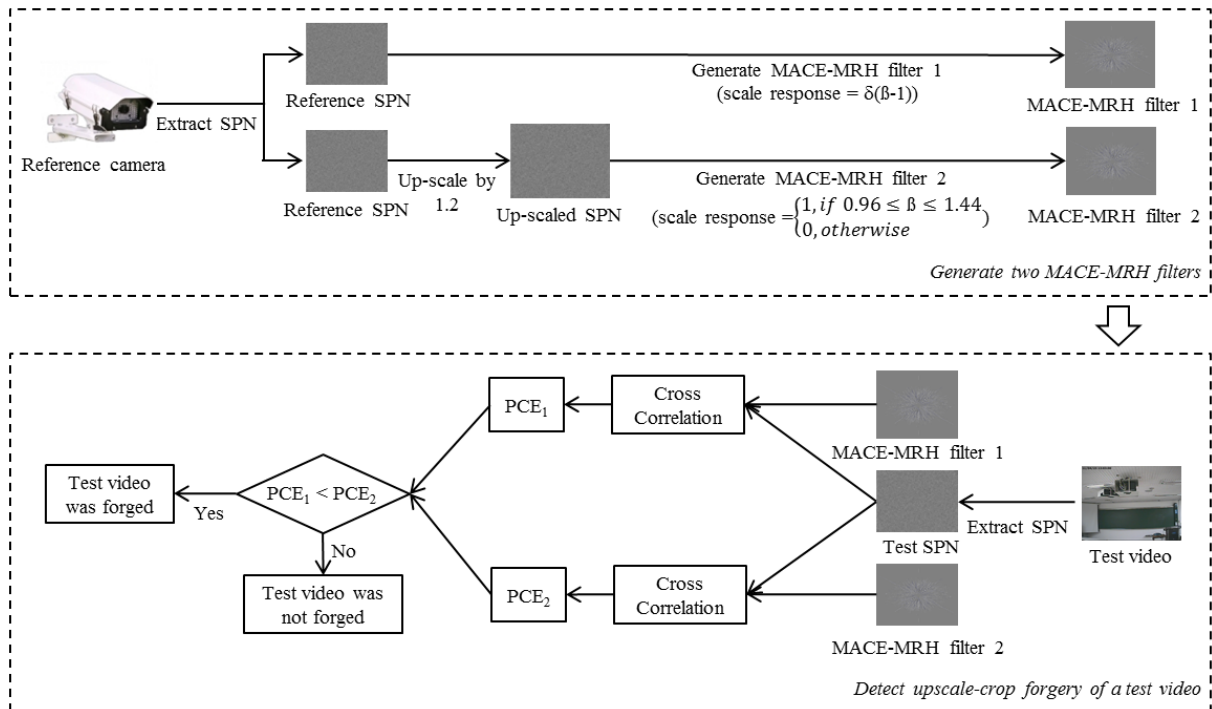 Reference camera
Extract SPN
Reference SPN
Generate MACE-MRH filter 1
(scale response = δ(ß-1))
MACE-MRH filter 1
Reference SPN
Up-scale by
1.2
Up-scaled SPN
Generate MACE-MRH filter 2
(scale response ={1, if 0.96 ≤ ß ≤ 1.44
0, otherwise)
MACE-MRH filter 2
Generate two MACE-MRH filters
PCE₁
Cross
Correlation
MACE-MRH filter 1
Test video
was forged
Yes
PCE₁ < PCE₂
No
Test video was
not forged
Test SPN
Extract SPN
Test video
PCE₂
Cross
Correlation
MACE-MRH filter 2
Detect upscale-crop forgery of a test video